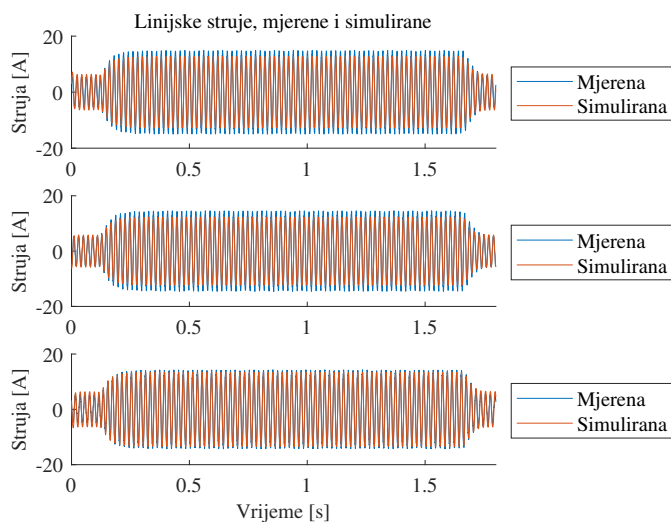 Linijske struje, mjerene i simulirane
20
0
-20
Struja [A]
0 0.5 1 1.5
Mjerena
Simulirana
20
0
-20
Struja [A]
0 0.5 1 1.5
Mjerena
Simulirana
20
0
-20
Struja [A]
0 0.5 1 1.5
Vrijeme [s]
Mjerena
Simulirana